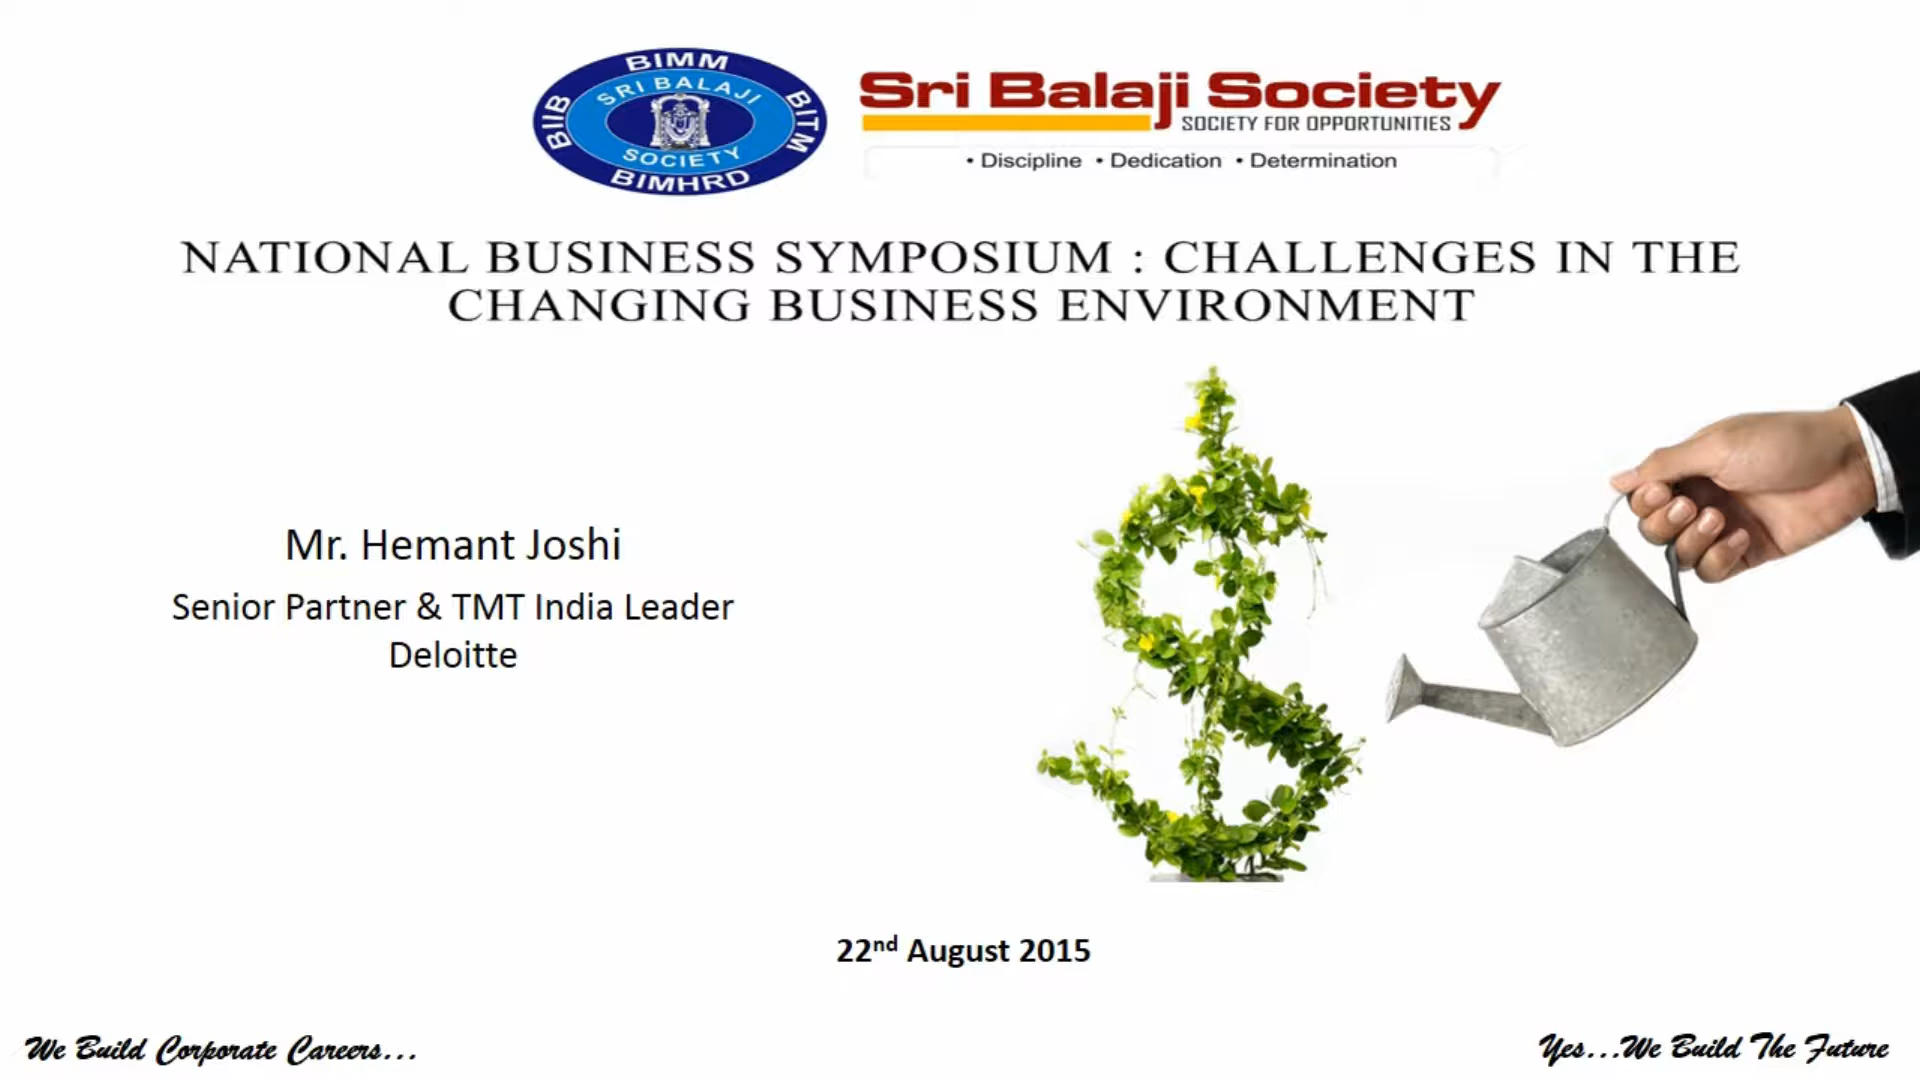 BIMM
SRI BALAJI
BIIB
BITM
SOCIETY
BIMHRD
Sri Balaji Society
SOCIETY FOR OPPORTUNITIES
• Discipline • Dedication • Determination
NATIONAL BUSINESS SYMPOSIUM : CHALLENGES IN THE
CHANGING BUSINESS ENVIRONMENT
Mr. Hemant Joshi
Senior Partner & TMT India Leader
Deloitte
22nd August 2015
We Build Corporate Careers...
Yes...We Build The Future